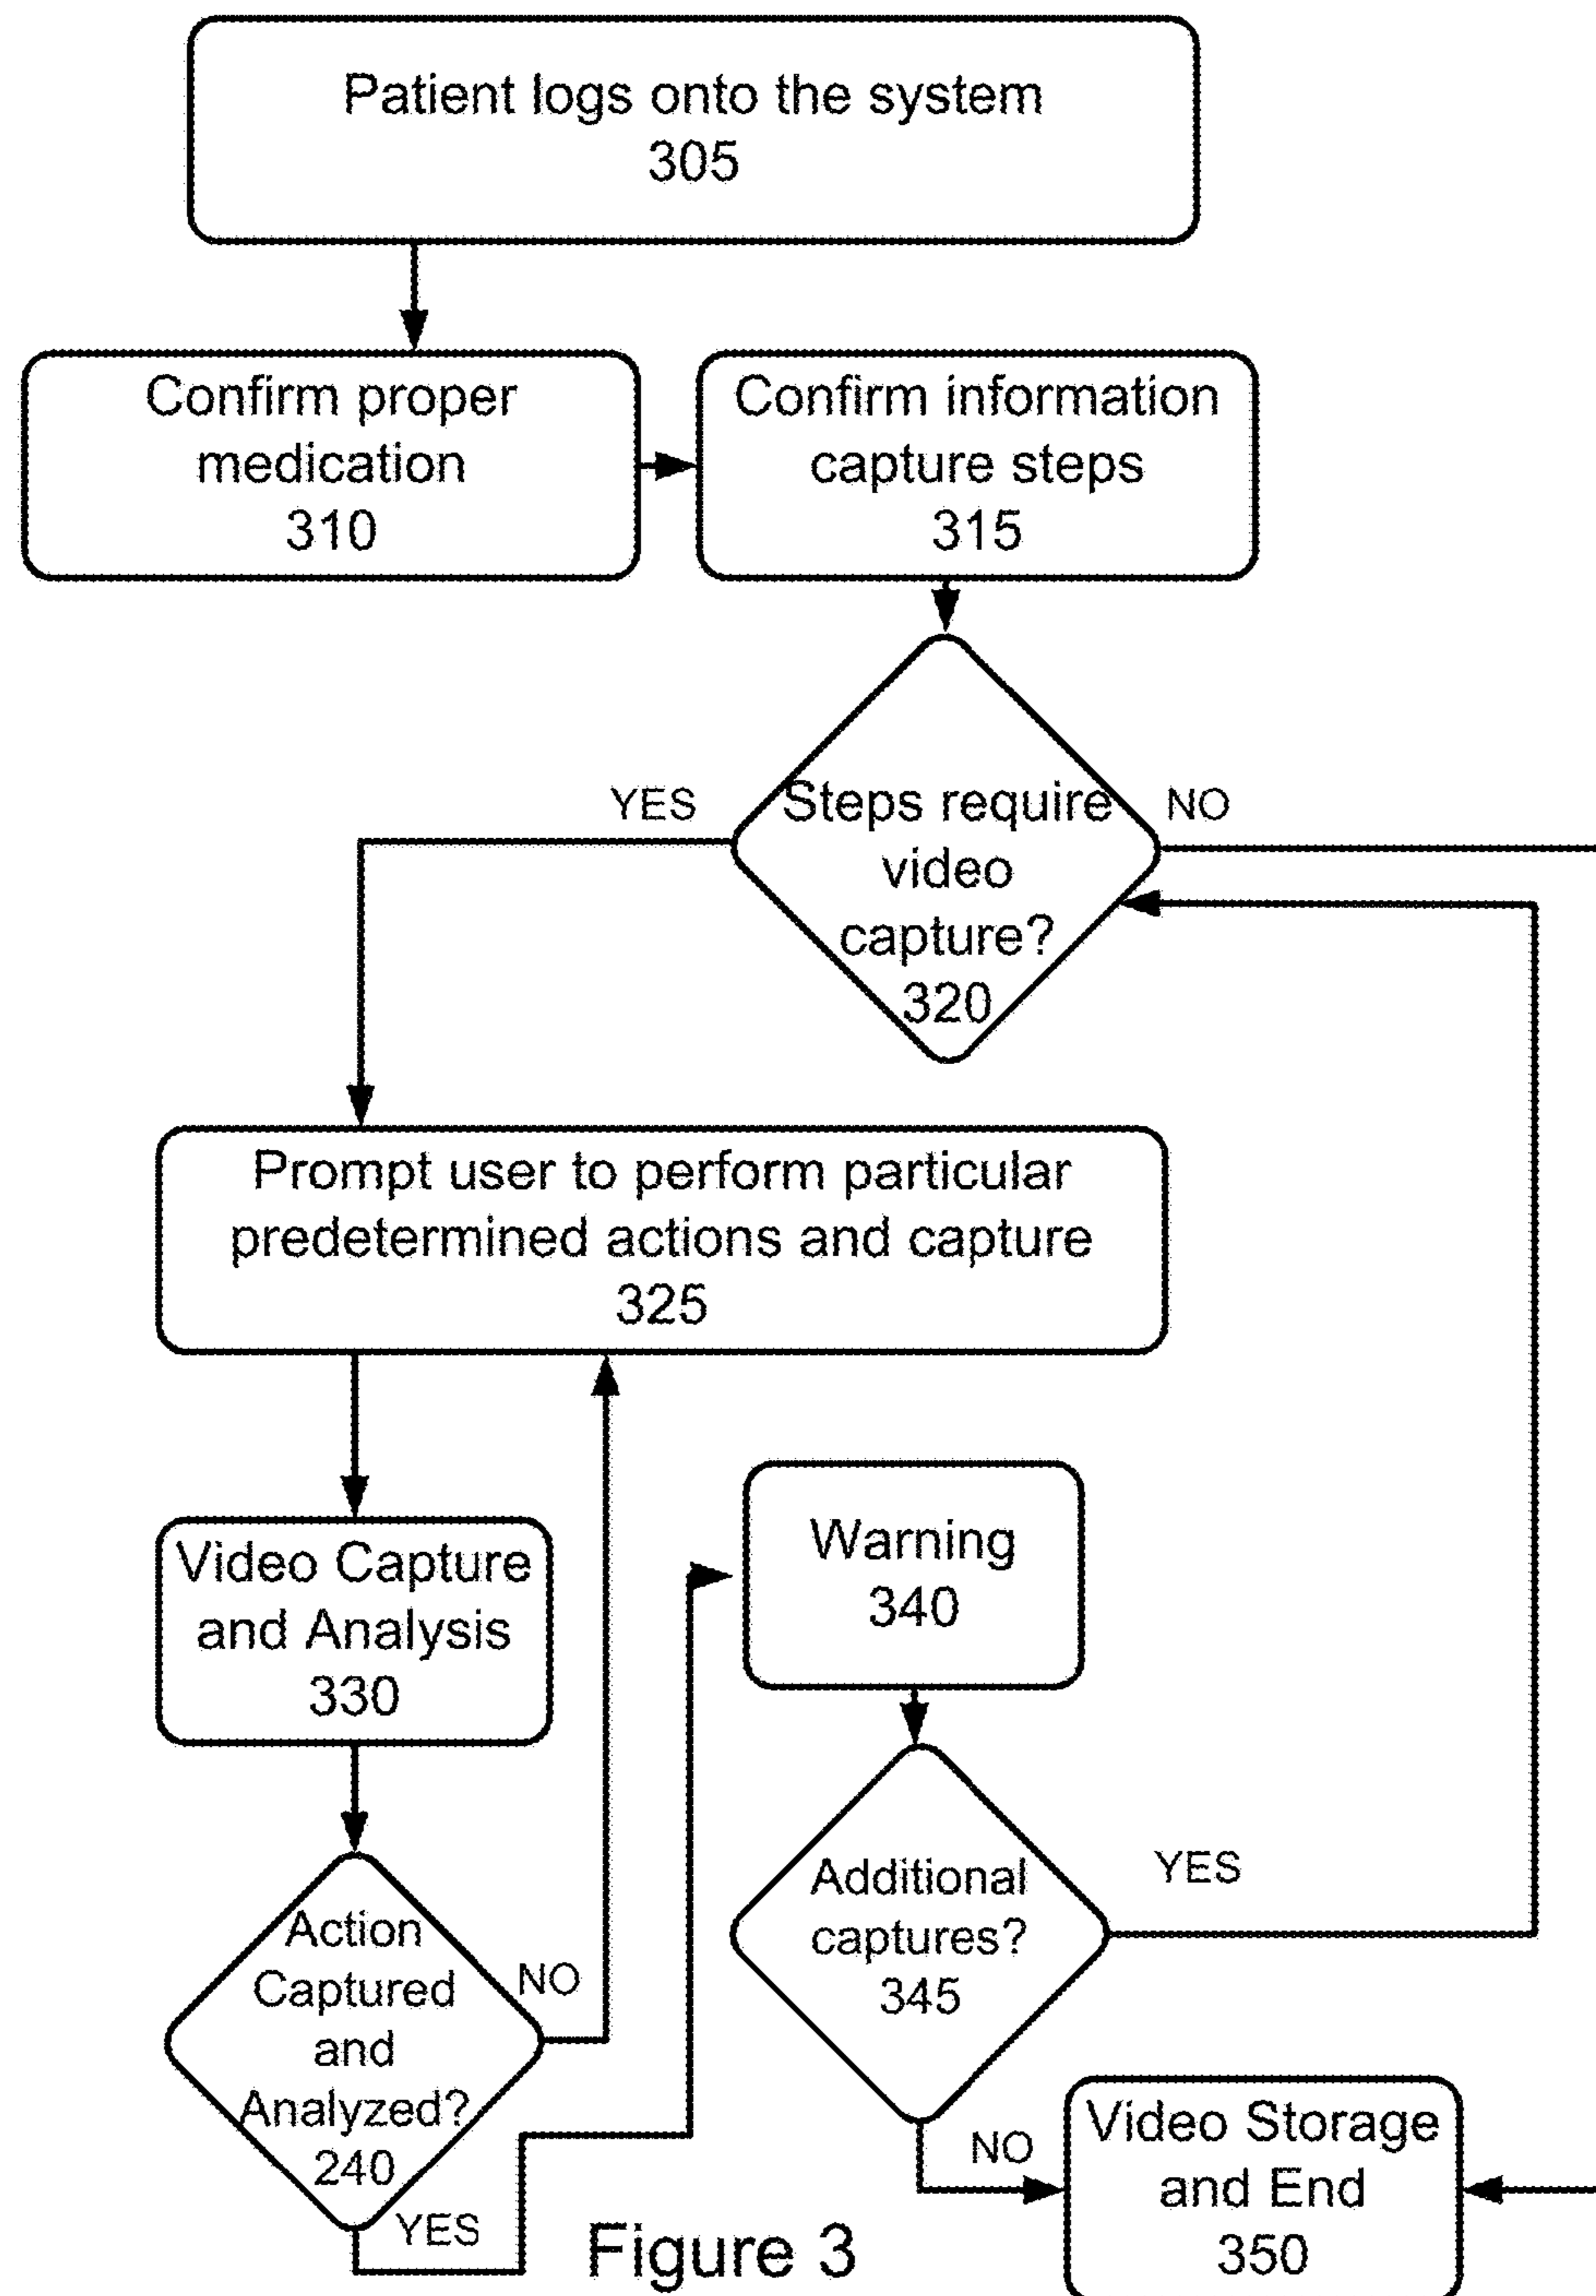 Patient logs onto the system
305
Confirm proper
medication
310
Confirm information
capture steps
315
Steps require
video
capture?
320
YES
NO
Prompt user to perform particular
predetermined actions and capture
325
Video Capture
and Analysis
330
Warning
340
Action
Captured
and
Analyzed?
240
NO
YES
Additional
captures?
345
YES
NO
Video Storage
and End
350
Figure 3